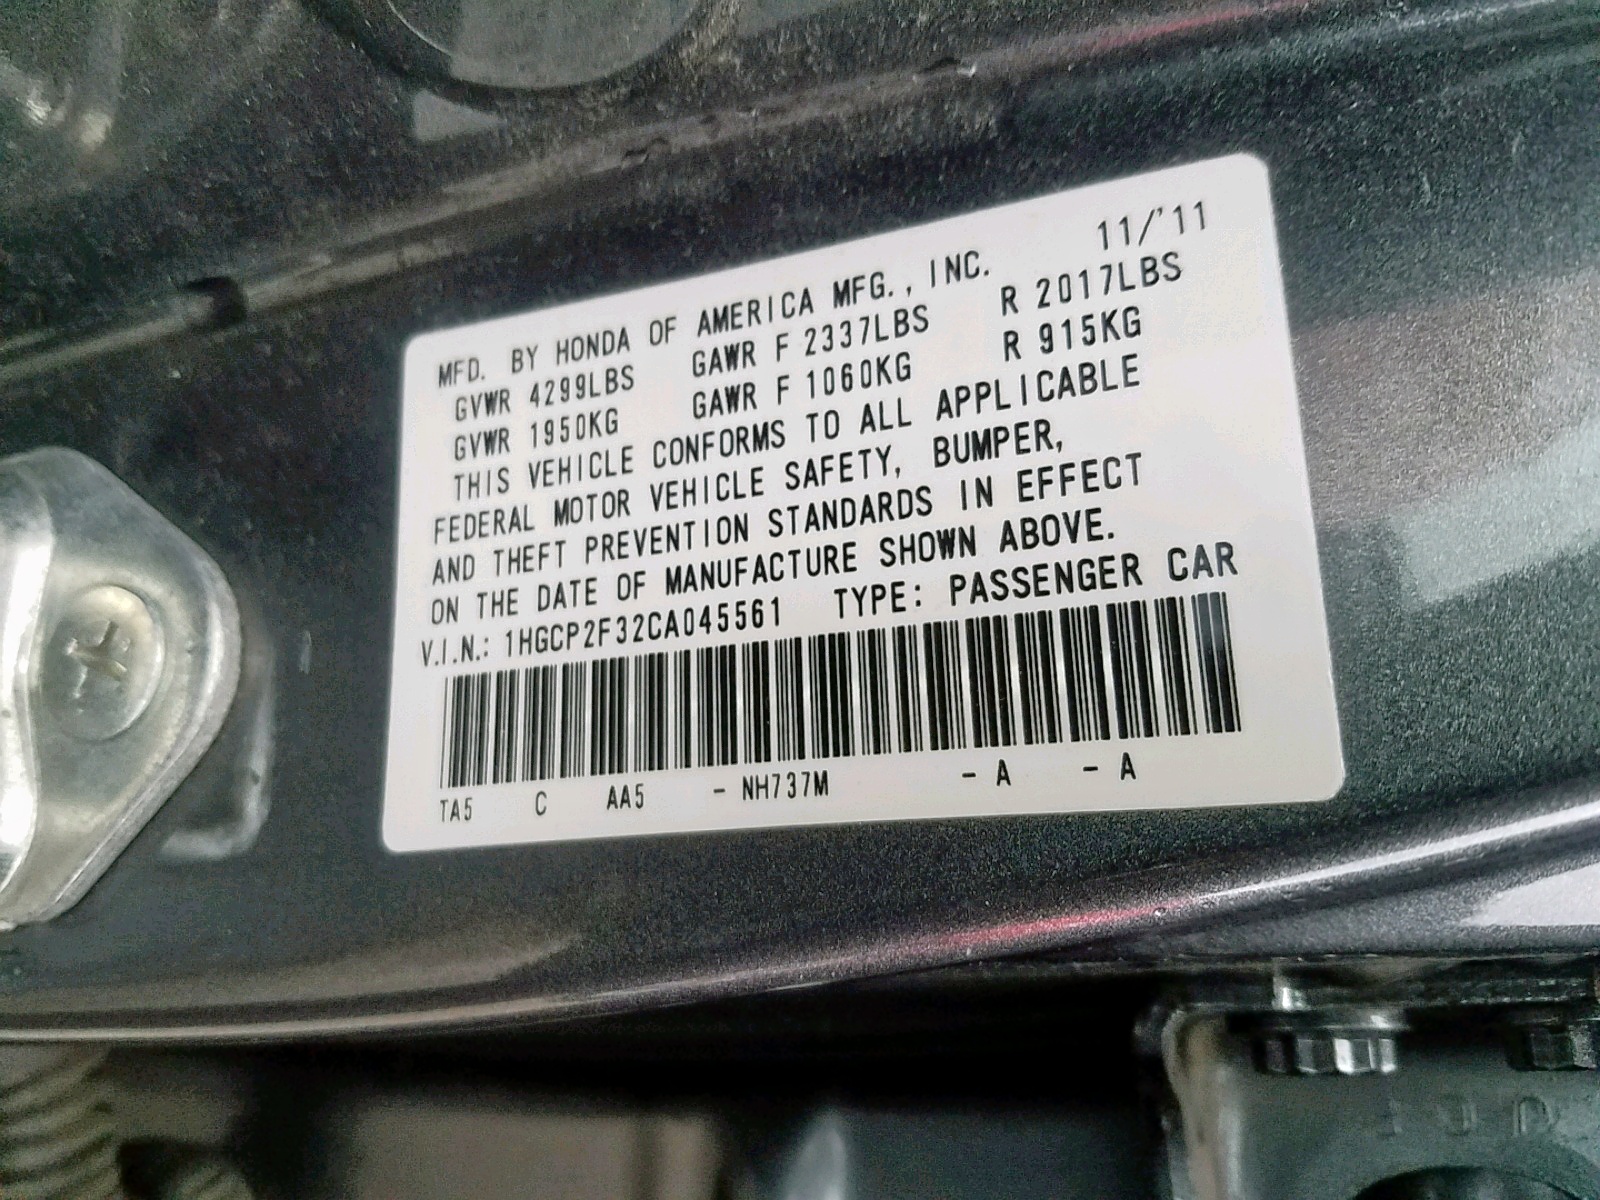 MFD. BY HONDA OF AMERICA MFG., INC. 11/'11
GVWR 4299LBS GAWR F 2337LBS R 2017LBS
GVWR 1950KG GAWR F 1060KG R 915KG
THIS VEHICLE CONFORMS TO ALL APPLICABLE
FEDERAL MOTOR VEHICLE SAFETY, BUMPER,
AND THEFT PREVENTION STANDARDS IN EFFECT
ON THE DATE OF MANUFACTURE SHOWN ABOVE.
V.I.N.: 1HGCP2F32CA045561 TYPE: PASSENGER CAR
TA5 C AA5 - NH737M - A - A